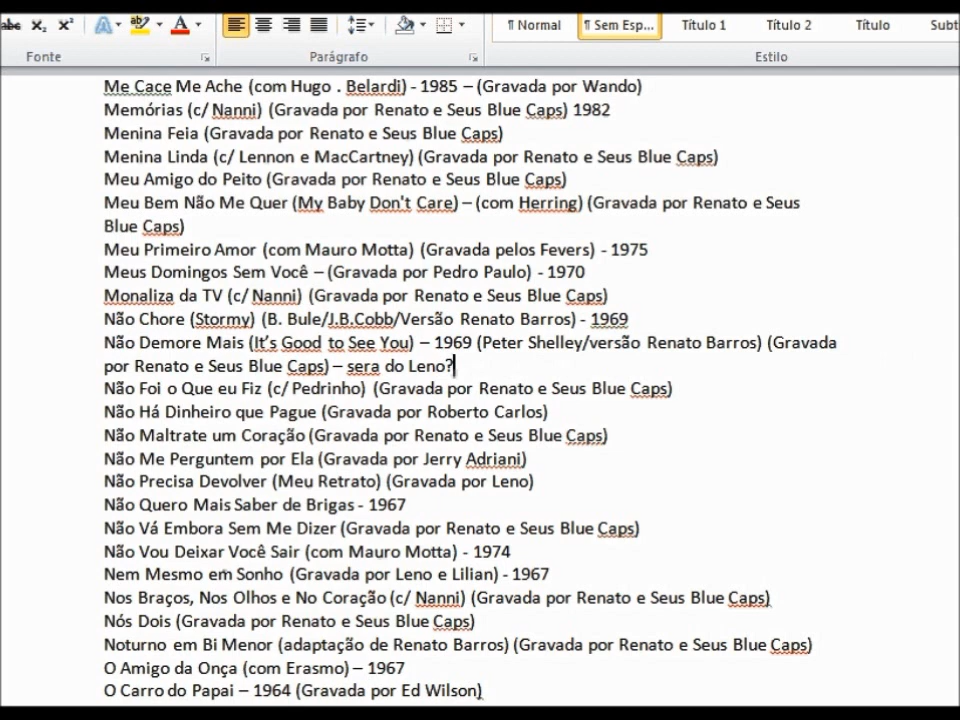 abc X₂ X² A ab A ¶ Normal ¶ Sem Esp... Título 1 Título 2 Título Subt
Fonte Parágrafo Estilo
Me Cace Me Ache (com Hugo . Belardi) - 1985 – (Gravada por Wando)
Memórias (c/ Nanni) (Gravada por Renato e Seus Blue Caps) 1982
Menina Feia (Gravada por Renato e Seus Blue Caps)
Menina Linda (c/ Lennon e MacCartney) (Gravada por Renato e Seus Blue Caps)
Meu Amigo do Peito (Gravada por Renato e Seus Blue Caps)
Meu Bem Não Me Quer (My Baby Don't Care) – (com Herring) (Gravada por Renato e Seus
Blue Caps)
Meu Primeiro Amor (com Mauro Motta) (Gravada pelos Fevers) - 1975
Meus Domingos Sem Você – (Gravada por Pedro Paulo) - 1970
Monaliza da TV (c/ Nanni) (Gravada por Renato e Seus Blue Caps)
Não Chore (Stormy) (B. Bule/J.B.Cobb/Versão Renato Barros) - 1969
Não Demore Mais (It's Good to See You) – 1969 (Peter Shelley/versão Renato Barros) (Gravada
por Renato e Seus Blue Caps) – sera do Leno?
Não Foi o Que eu Fiz (c/ Pedrinho) (Gravada por Renato e Seus Blue Caps)
Não Há Dinheiro que Pague (Gravada por Roberto Carlos)
Não Maltrate um Coração (Gravada por Renato e Seus Blue Caps)
Não Me Perguntem por Ela (Gravada por Jerry Adriani)
Não Precisa Devolver (Meu Retrato) (Gravada por Leno)
Não Quero Mais Saber de Brigas - 1967
Não Vá Embora Sem Me Dizer (Gravada por Renato e Seus Blue Caps)
Não Vou Deixar Você Sair (com Mauro Motta) - 1974
Nem Mesmo em Sonho (Gravada por Leno e Lilian) - 1967
Nos Braços, Nos Olhos e No Coração (c/ Nanni) (Gravada por Renato e Seus Blue Caps)
Nós Dois (Gravada por Renato e Seus Blue Caps)
Noturno em Bi Menor (adaptação de Renato Barros) (Gravada por Renato e Seus Blue Caps)
O Amigo da Onça (com Erasmo) – 1967
O Carro do Papai – 1964 (Gravada por Ed Wilson)